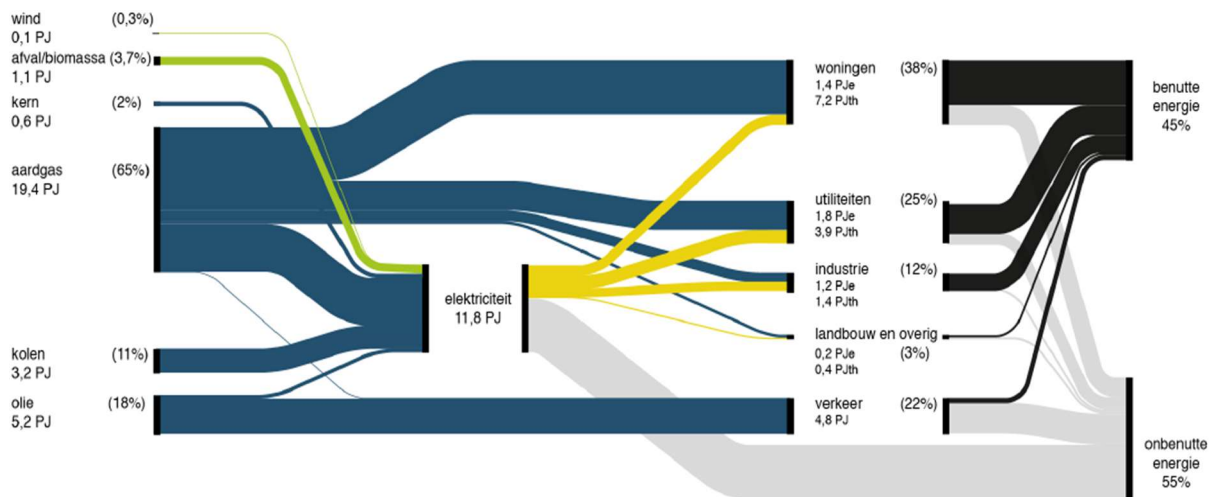 wind (0,3%)
0,1 PJ
afval/biomassa (3,7%)
1,1 PJ
kern (2%)
0,6 PJ
aardgas (65%)
19,4 PJ
kolen (11%)
3,2 PJ
olie (18%)
5,2 PJ
elektriciteit
11,8 PJ
woningen (38%)
1,4 PJe
7,2 PJth
utiliteiten (25%)
1,8 PJe
3,9 PJth
industrie (12%)
1,2 PJe
1,4 PJth
landbouw en overig
0,2 PJe (3%)
0,4 PJth
verkeer (22%)
4,8 PJ
benutte
energie
45%
onbenutte
energie
55%